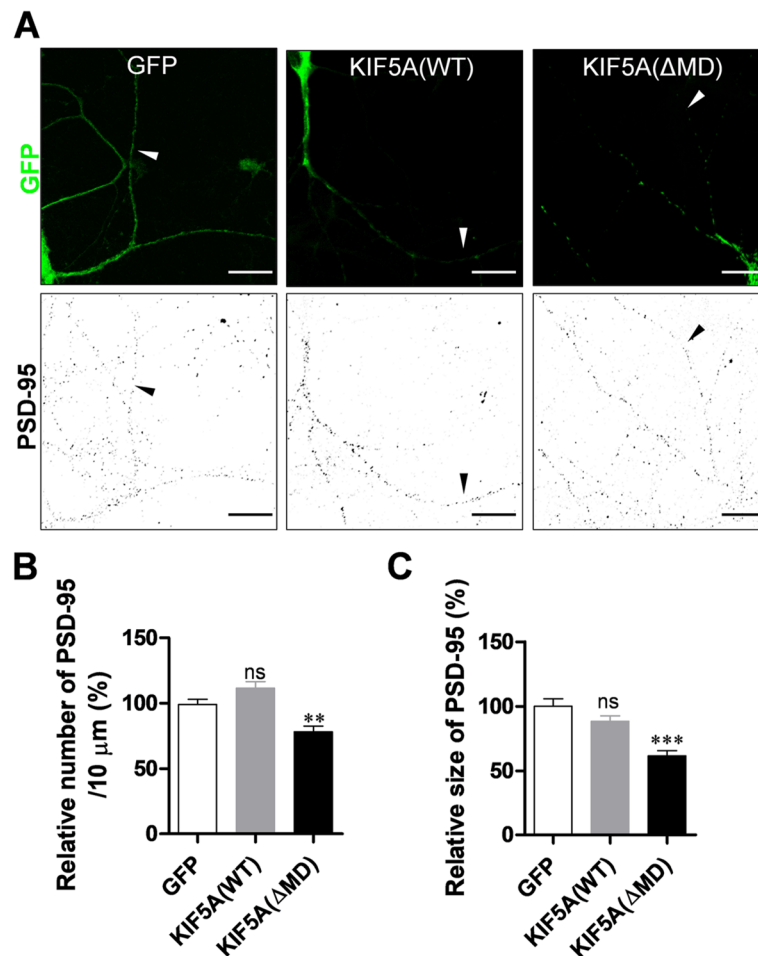 A
GFP
KIF5A(WT)
KIF5A(ΔMD)
GFP
PSD-95
B
Relative number of PSD-95
/10 μm (%)
150
100
50
0
ns
**
GFP
KIF5A(WT)
KIF5A(ΔMD)
C
Relative size of PSD-95 (%)
150
100
50
0
ns
***
GFP
KIF5A(WT)
KIF5A(ΔMD)